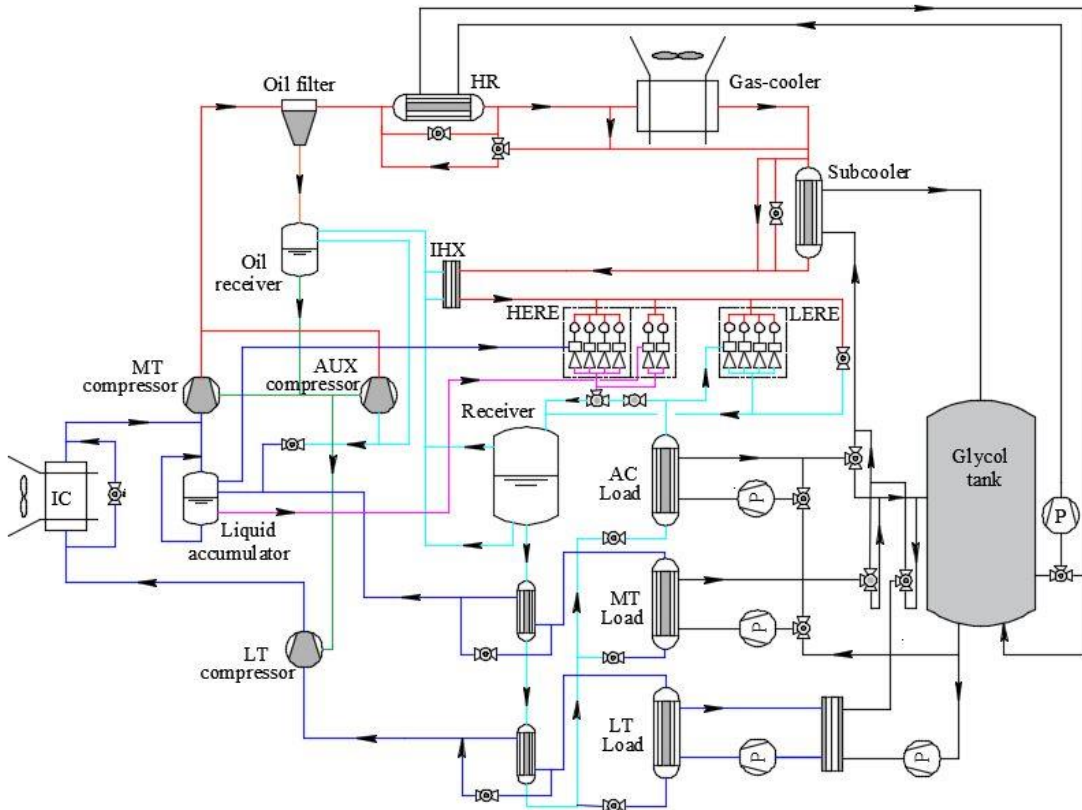 HR
Oil filter
Gas-cooler
Subcooler
IHX
Oil
receiver
HERE
LERE
MT
compressor
AUX
compressor
Receiver
Glycol
tank
AC
Load
IC
P
P
Liquid
accumulator
MT
Load
P
LT
compressor
LT
Load
P
P